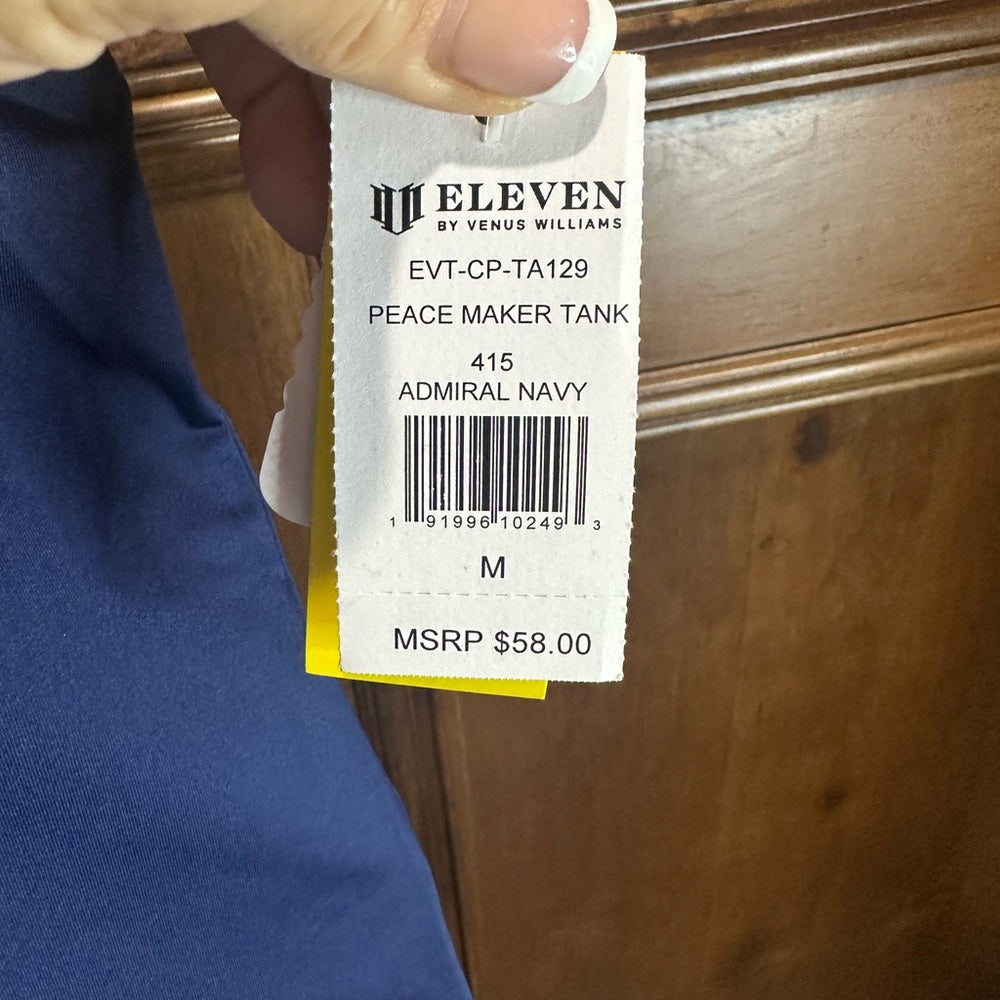 ELEVEN
BY VENUS WILLIAMS
EVT-CP-TA129
PEACE MAKER TANK
415
ADMIRAL NAVY
1 91996 10249 3
M
MSRP $58.00